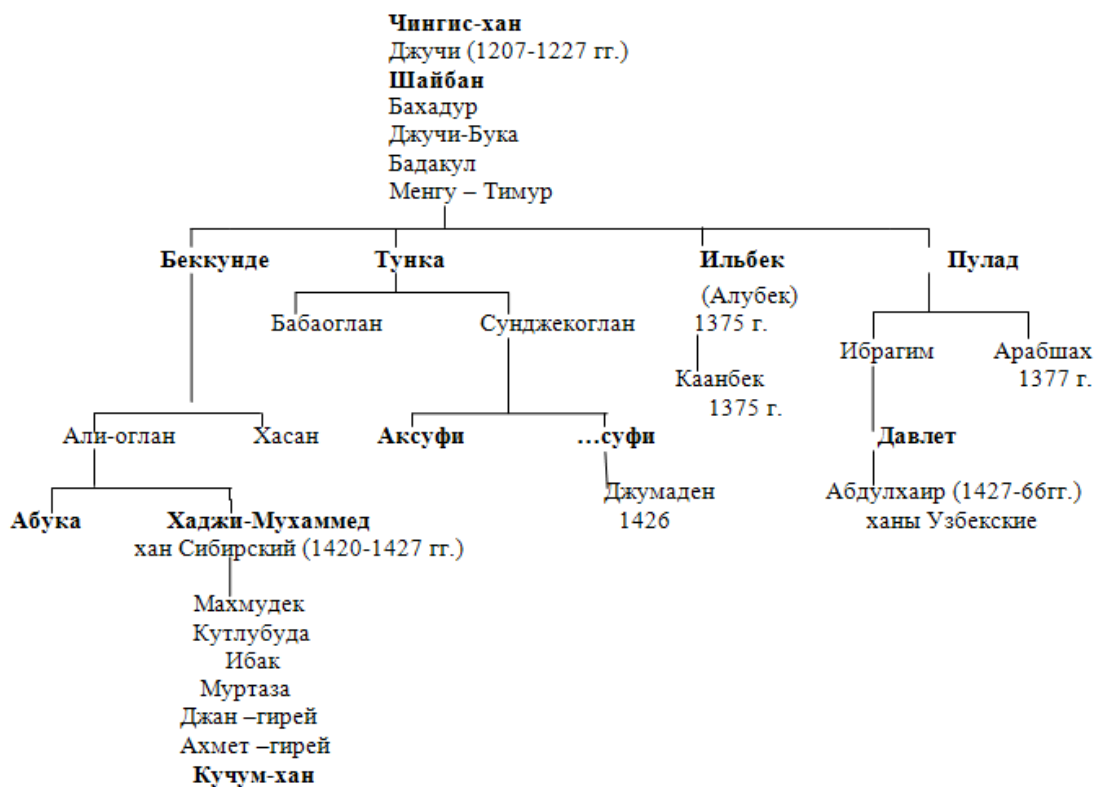 Чингис-хан
Джучи (1207-1227 гг.)
Шайбан
Бахадур
Джучи-Бука
Бадакул
Менгу – Тимур
Беккунде Тунка Ильбек Пулад
(Алубек)
Бабаоглан Сунджекоглан 1375 г.
Ибрагим Арабшах
Каанбек 1377 г.
1375 г.
Али-оглан Хасан Аксуфи ...суфи Давлет
Джумаден Абдулхаир (1427-66гг.)
Абука Хаджи-Мухаммед 1426 ханы Узбекские
хан Сибирский (1420-1427 гг.)
Махмудек
Кутлубуда
Ибак
Муртаза
Джан –гирей
Ахмет –гирей
Кучум-хан